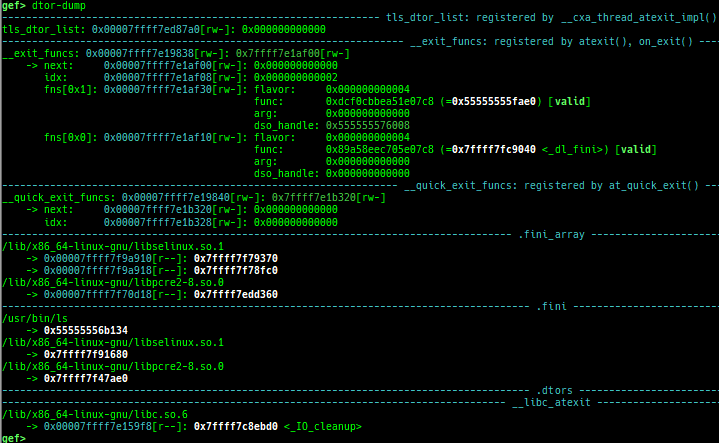 gef> dtor-dump
---------------------------------------------------------------- tls_dtor_list: registered by __cxa_thread_atexit_impl()
tls_dtor_list: 0x00007ffff7ed87a0[rw-]: 0x000000000000
------------------------------------------------------------------- __exit_funcs: registered by atexit(), on_exit() ----
__exit_funcs: 0x00007ffff7e19838[rw-]: 0x7ffff7e1af00[rw-]
    -> next:     0x00007ffff7e1af00[rw-]: 0x000000000000
       idx:      0x00007ffff7e1af08[rw-]: 0x000000000002
       fns[0x1]: 0x00007ffff7e1af30[rw-]: flavor:     0x000000000004
                                          func:       0xdcf0cbbea51e07c8 (=0x55555555fae0) [valid]
                                          arg:        0x000000000000
                                          dso_handle: 0x555555576008
       fns[0x0]: 0x00007ffff7e1af10[rw-]: flavor:     0x000000000004
                                          func:       0x89a58eec705e07c8 (=0x7ffff7fc9040 <_dl_fini>) [valid]
                                          arg:        0x000000000000
                                          dso_handle: 0x000000000000
------------------------------------------------------------------- __quick_exit_funcs: registered by at_quick_exit() ---
__quick_exit_funcs: 0x00007ffff7e19840[rw-]: 0x7ffff7e1b320[rw-]
    -> next:     0x00007ffff7e1b320[rw-]: 0x000000000000
       idx:      0x00007ffff7e1b328[rw-]: 0x000000000000
-------------------------------------------------------------------------------------- .fini_array ---------------------
/lib/x86_64-linux-gnu/libselinux.so.1
    -> 0x00007ffff7f9a910[r--]: 0x7ffff7f79370
    -> 0x00007ffff7f9a918[r--]: 0x7ffff7f78fc0
/lib/x86_64-linux-gnu/libpcre2-8.so.0
    -> 0x00007ffff7f70d18[r--]: 0x7ffff7edd360
----------------------------------------------------------------------------------------- .fini ------------------------
/usr/bin/ls
    -> 0x55555556b134
/lib/x86_64-linux-gnu/libselinux.so.1
    -> 0x7ffff7f91680
/lib/x86_64-linux-gnu/libpcre2-8.so.0
    -> 0x7ffff7f47ae0
----------------------------------------------------------------------------------------- .dtors -----------------------
------------------------------------------------------------------------------------- __libc_atexit --------------------
/lib/x86_64-linux-gnu/libc.so.6
    -> 0x00007ffff7e159f8[r--]: 0x7ffff7c8ebd0 <_IO_cleanup>
gef>